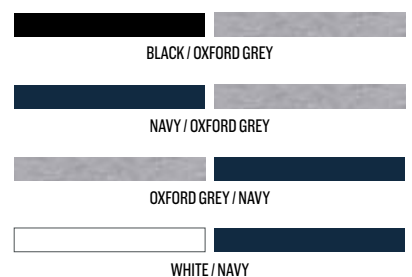 BLACK / OXFORD GREY
NAVY / OXFORD GREY
OXFORD GREY / NAVY
WHITE / NAVY